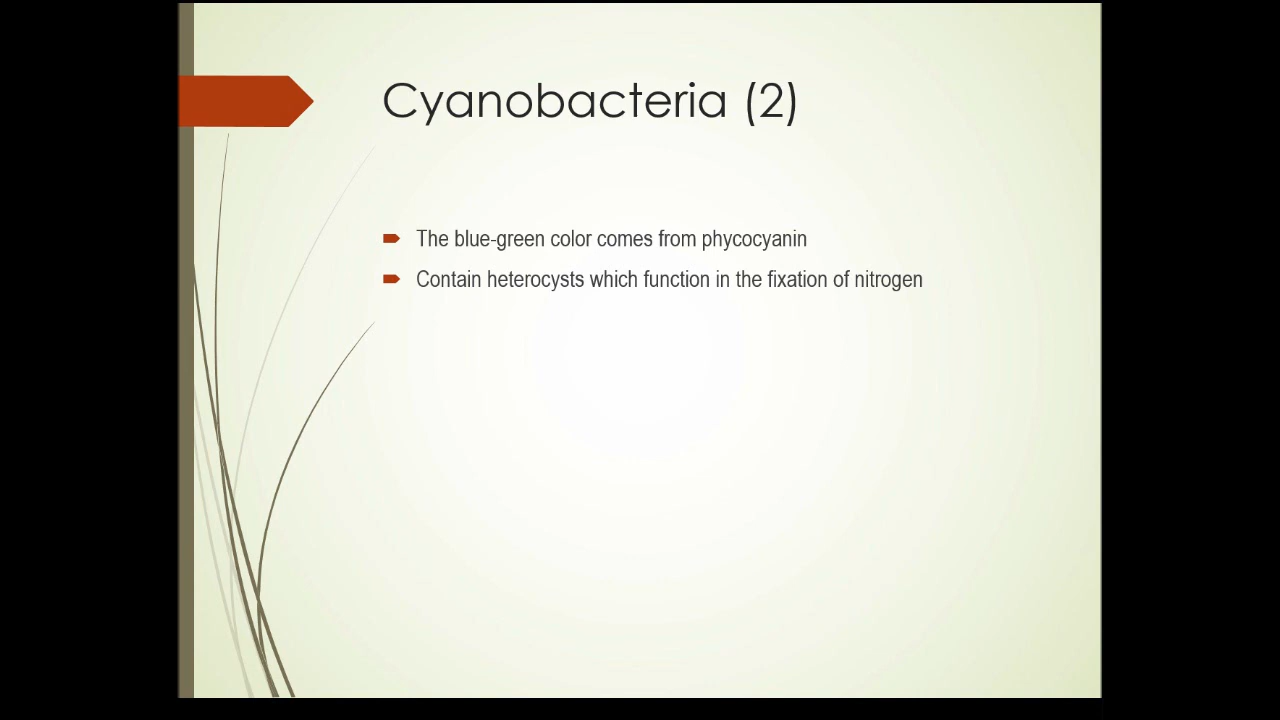 Cyanobacteria (2)
The blue-green color comes from phycocyanin
Contain heterocysts which function in the fixation of nitrogen